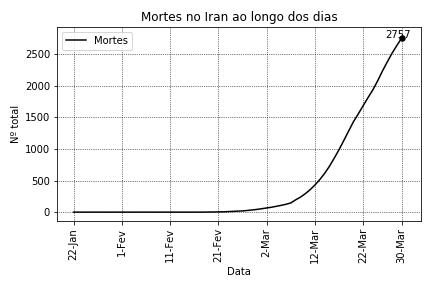 Mortes no Iran ao longo dos dias
2757
Mortes
2500
2000
1500
1000
500
0
Nº total
22-Jan
1-Fev
11-Fev
21-Fev
2-Mar
12-Mar
22-Mar
30-Mar
Data